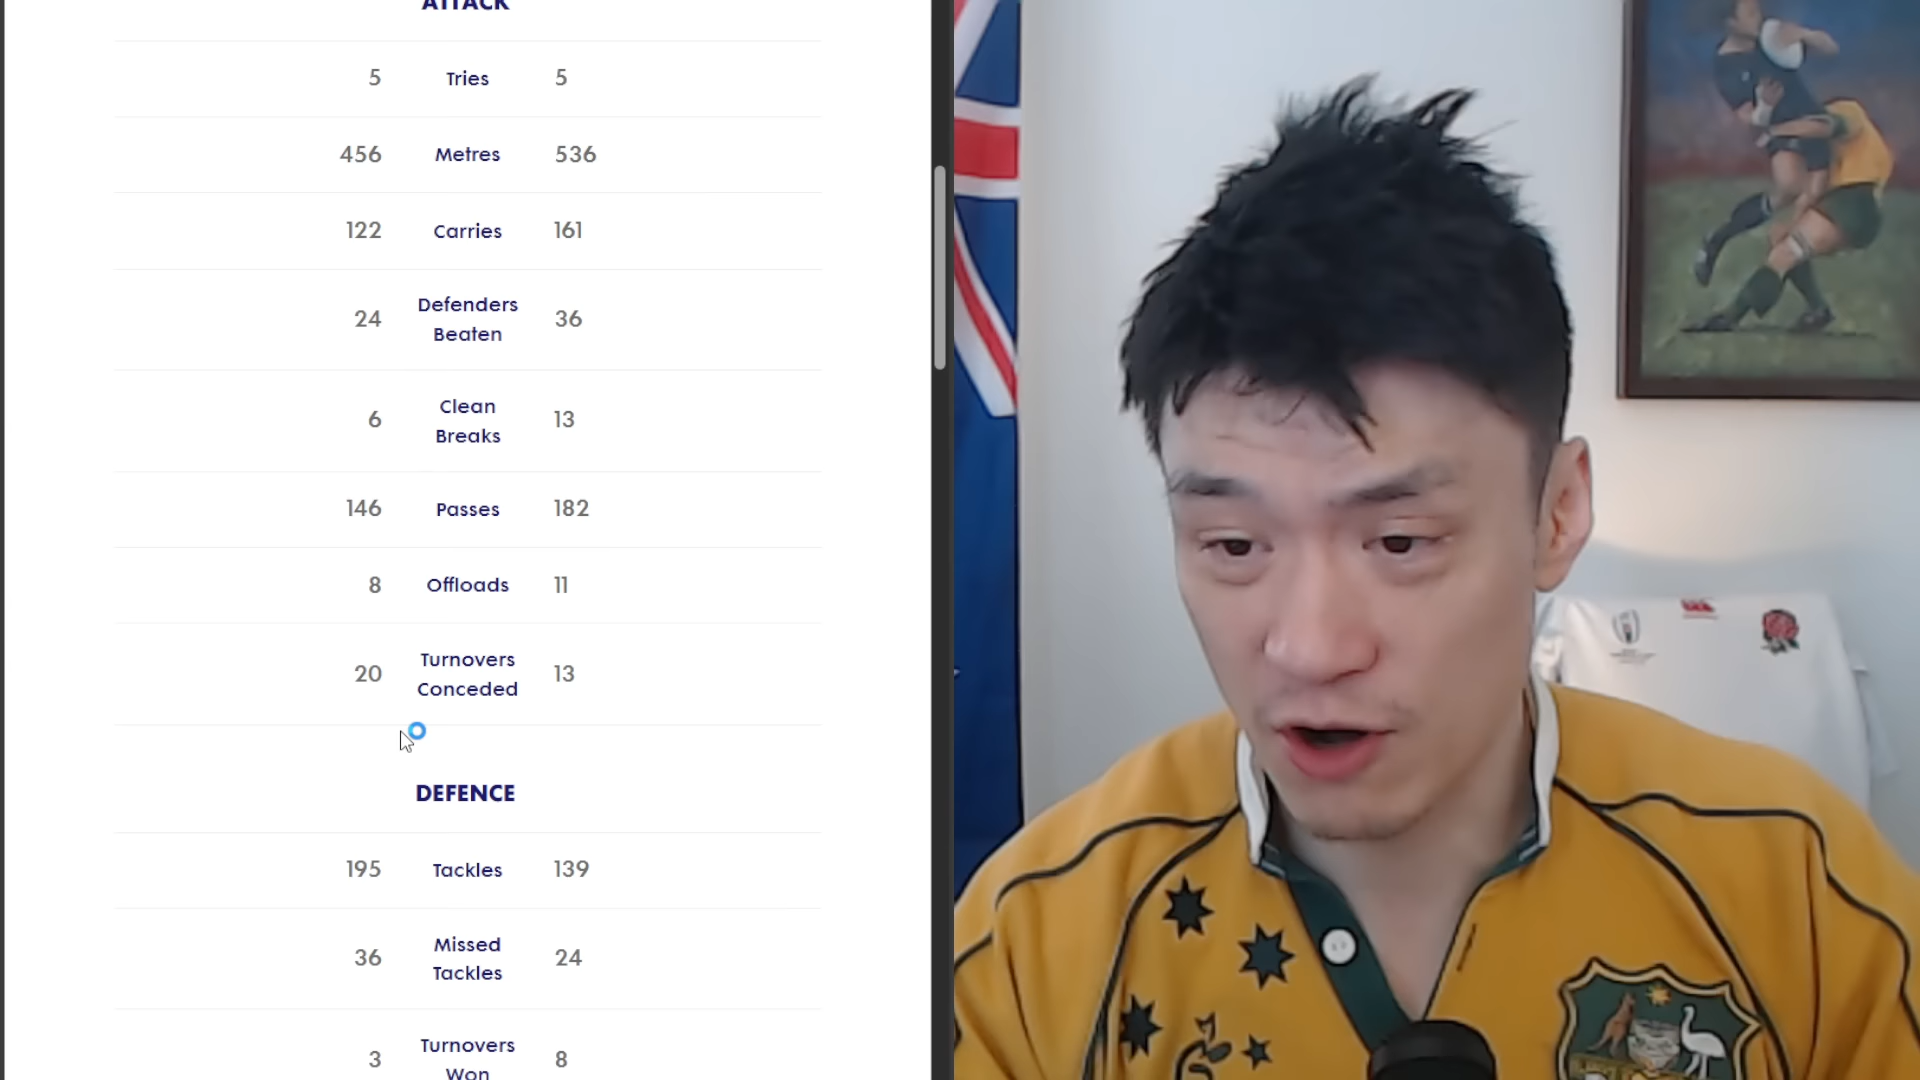 ATTACK
5 Tries 5
456 Metres 536
122 Carries 161
24 Defenders Beaten 36
6 Clean Breaks 13
146 Passes 182
8 Offloads 11
20 Turnovers Conceded 13
DEFENCE
195 Tackles 139
36 Missed Tackles 24
3 Turnovers Won 8